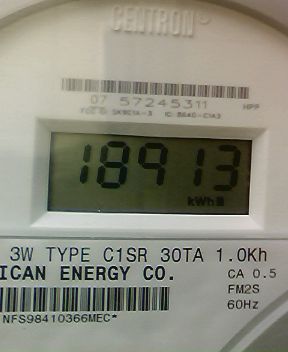 CENTRON
07 57245311 HPP
18913
kWh
3W TYPE C1SR 30TA 1.0Kh
ICAN ENERGY CO. CA 0.5
FM2S
60Hz
NFS98410366MEC*